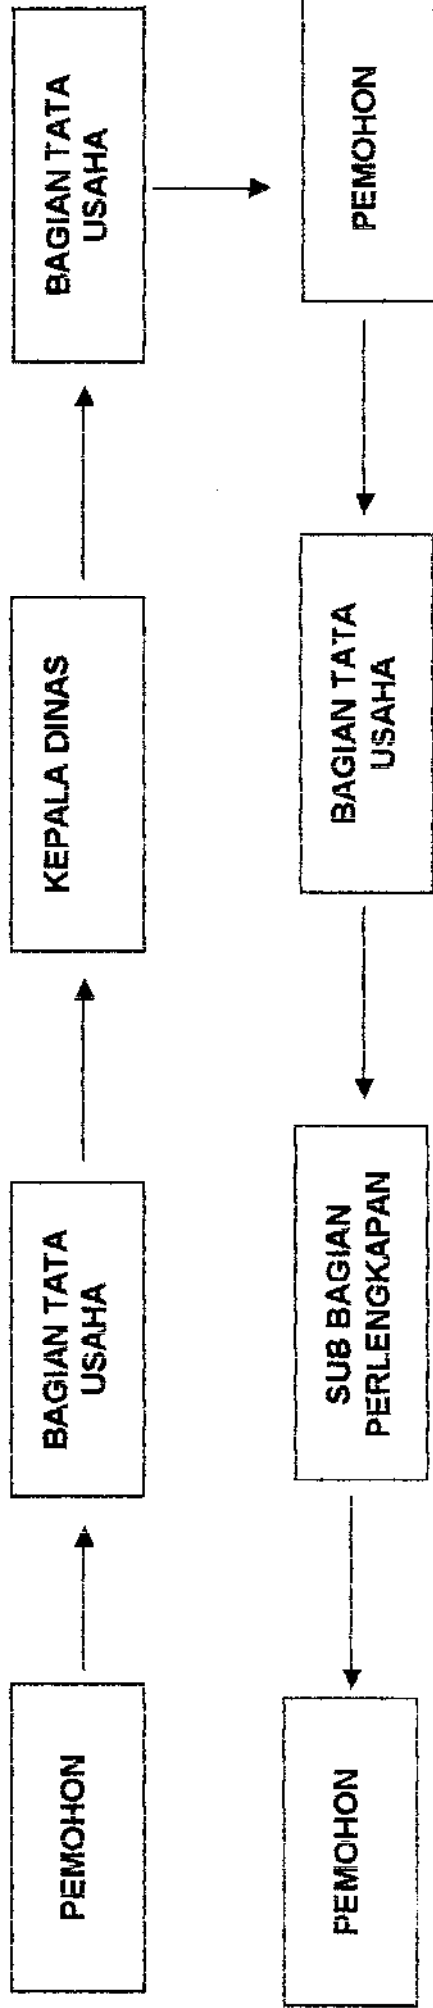 PEMOHON
BAGIAN TATA
USAHA
KEPALA DINAS
BAGIAN TATA
USAHA
PEMOHON
BAGIAN TATA
USAHA
SUB BAGIAN
PERLENGKAPAN
PEMOHON